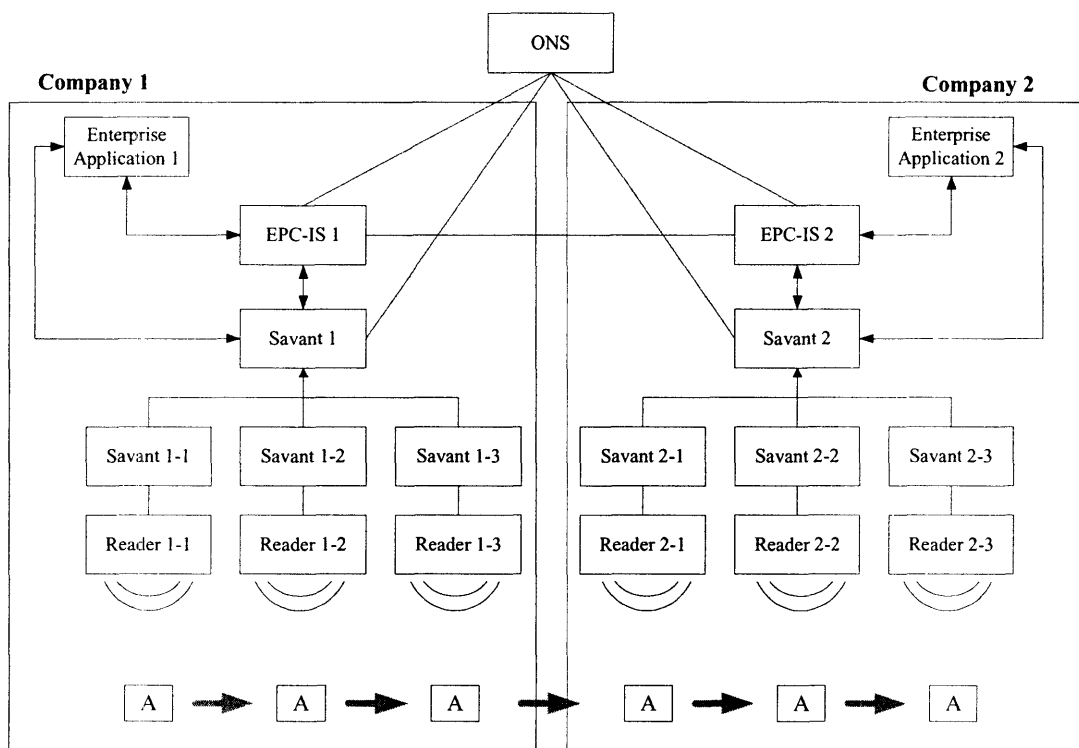 ONS
Company 1
Company 2
Enterprise
Application 1
Enterprise
Application 2
EPC-IS 1
EPC-IS 2
Savant 1
Savant 2
Savant 1-1
Savant 1-2
Savant 1-3
Savant 2-1
Savant 2-2
Savant 2-3
Reader 1-1
Reader 1-2
Reader 1-3
Reader 2-1
Reader 2-2
Reader 2-3
A
A
A
A
A
A